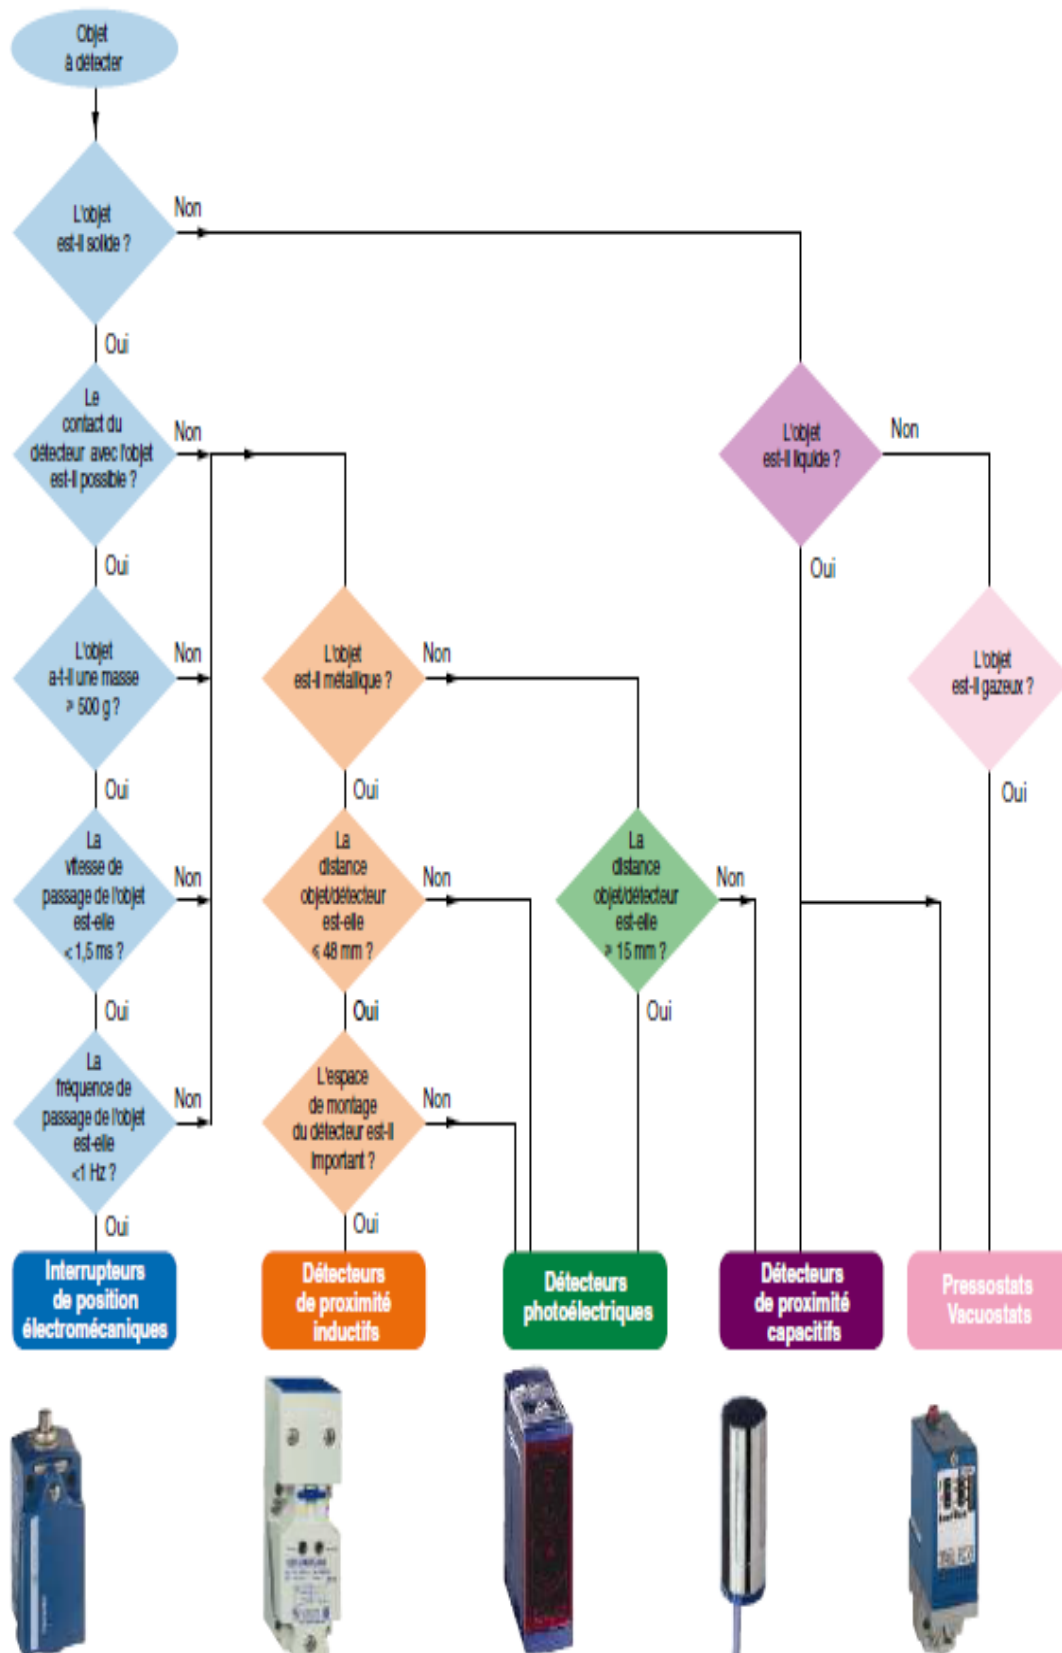 Objet
à détecter
L'objet
est-il solide ?
Non
Oui
Le
contact du
détecteur avec l'objet
est-il possible ?
Non
L'objet
est-il liquide ?
Non
Oui
Oui
L'objet
a-t-il une masse
⩾ 500 g ?
Non
L'objet
est-il métallique ?
Non
L'objet
est-il gazeux ?
Oui
Oui
Oui
La
vitesse de
passage de l'objet
est-elle
< 1,5 ms ?
Non
La
distance
objet/détecteur
est-elle
⩽ 48 mm ?
Non
La
distance
objet/détecteur
est-elle
⩾ 15 mm ?
Non
Oui
Oui
Oui
La
fréquence de
passage de l'objet
est-elle
<1 Hz ?
Non
L'espace
de montage
du détecteur est-il
important ?
Non
Oui
Oui
Interrupteurs
de position
électromécaniques
Détecteurs
de proximité
inductifs
Détecteurs
photoélectriques
Détecteurs
de proximité
capacitifs
Pressostats
Vacuostats